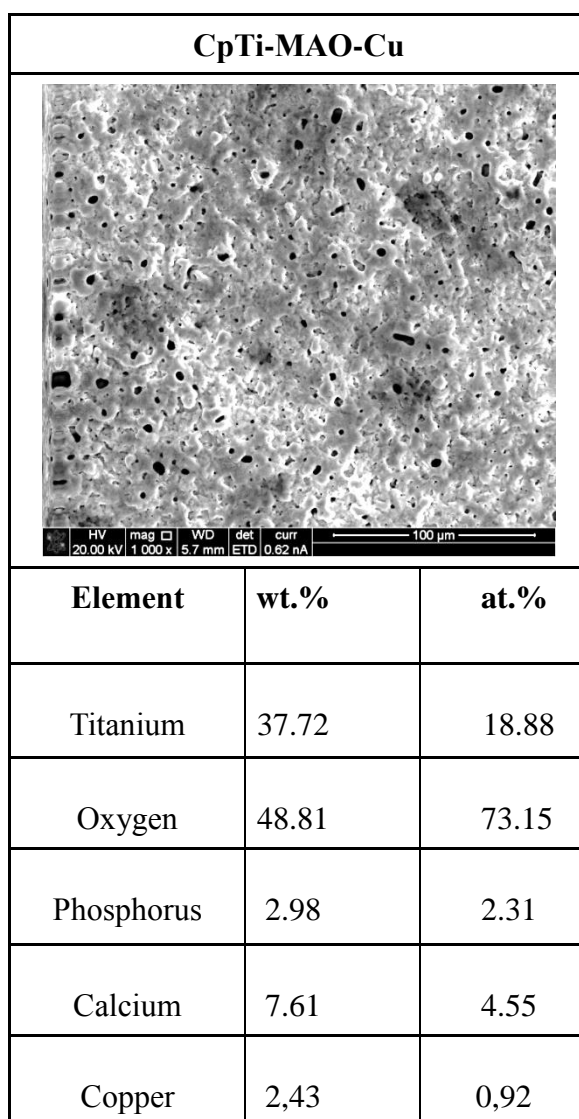 CpTi-MAO-Cu
HV mag WD det curr
100 µm
20.00 kV 1 000 x 5.7 mm ETD 0.62 nA
Element wt.% at.%
Titanium 37.72 18.88
Oxygen 48.81 73.15
Phosphorus 2.98 2.31
Calcium 7.61 4.55
Copper 2,43 0,92